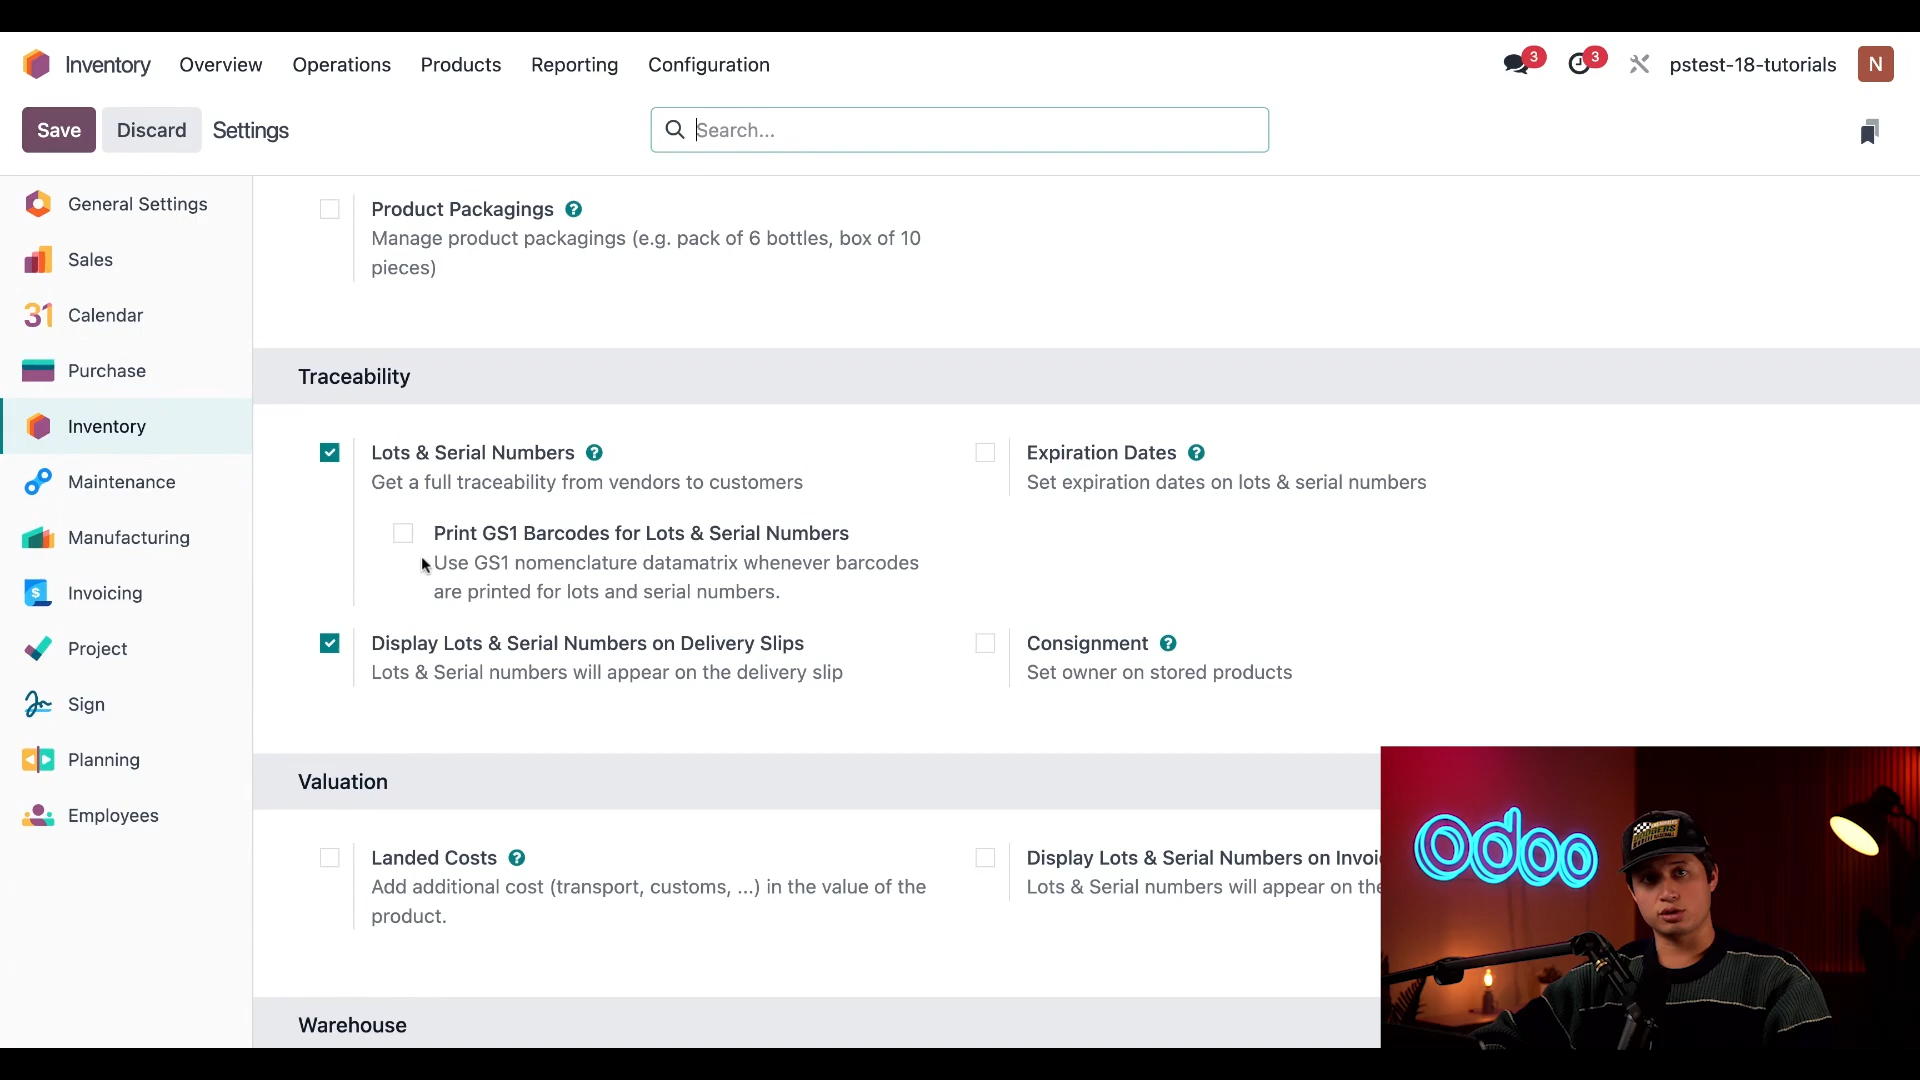 Inventory Overview Operations Products Reporting Configuration 3 3 pstest-18-tutorials N
Save Discard Settings Search...
General Settings
Sales
31 Calendar
Purchase
Inventory
Maintenance
Manufacturing
$ Invoicing
Project
Sign
Planning
Employees
Product Packagings ?
Manage product packagings (e.g. pack of 6 bottles, box of 10
pieces)
Traceability
Lots & Serial Numbers ?
Get a full traceability from vendors to customers
Expiration Dates ?
Set expiration dates on lots & serial numbers
Print GS1 Barcodes for Lots & Serial Numbers
Use GS1 nomenclature datamatrix whenever barcodes
are printed for lots and serial numbers.
Display Lots & Serial Numbers on Delivery Slips
Lots & Serial numbers will appear on the delivery slip
Consignment ?
Set owner on stored products
Valuation
Landed Costs ?
Add additional cost (transport, customs, ...) in the value of the
product.
Display Lots & Serial Numbers on Invoi
Lots & Serial numbers will appear on the
Warehouse
odoo